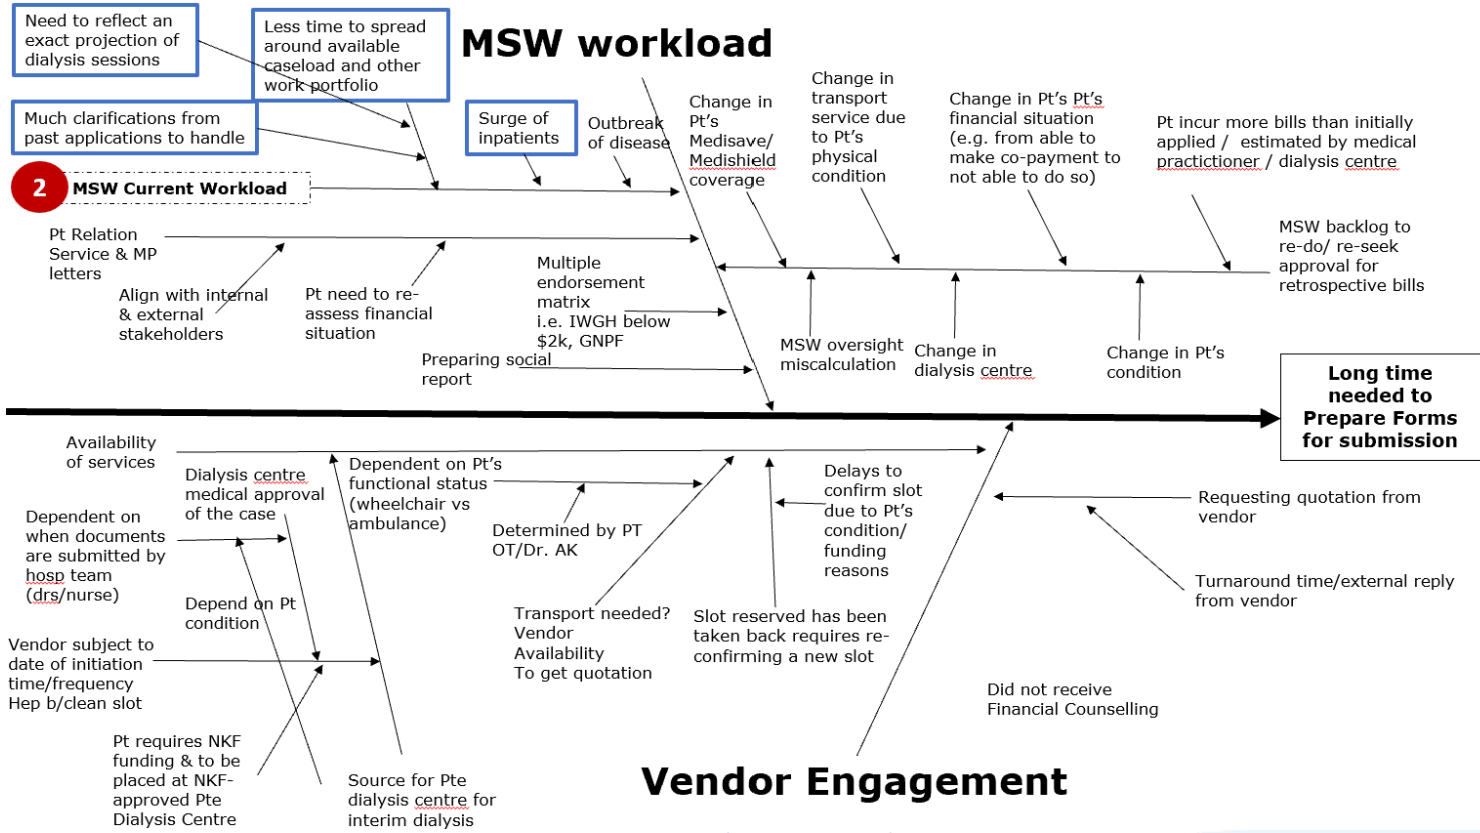 Need to reflect an
exact projection of
dialysis sessions
Less time to spread
around available
caseload and other
work portfolio
MSW workload
Much clarifications from
past applications to handle
Surge of
inpatients
Outbreak
of disease
Change in
Pt's
Medisave/
Medishield
coverage
Change in
transport
service due
to Pt's
physical
condition
Change in Pt's Pt's
financial situation
(e.g. from able to
make co-payment to
not able to do so)
Pt incur more bills than initially
applied / estimated by medical
practictioner / dialysis centre
2
MSW Current Workload
Pt Relation
Service & MP
letters
Align with internal
& external
stakeholders
Pt need to re-
assess financial
situation
Multiple
endorsement
matrix
i.e. IWGH below
$2k, GNPF
Preparing social
report
MSW backlog to
re-do/ re-seek
approval for
retrospective bills
MSW oversight
miscalculation
Change in
dialysis centre
Change in Pt's
condition
Long time
needed to
Prepare Forms
for submission
Availability
of services
Dialysis centre
medical approval
of the case
Dependent on Pt's
functional status
(wheelchair vs
ambulance)
Determined by PT
OT/Dr. AK
Delays to
confirm slot
due to Pt's
condition/
funding
reasons
Requesting quotation from
vendor
Dependent on
when documents
are submitted by
hosp team
(drs/nurse)
Depend on Pt
condition
Transport needed?
Vendor
Availability
To get quotation
Slot reserved has been
taken back requires re-
confirming a new slot
Turnaround time/external reply
from vendor
Vendor subject to
date of initiation
time/frequency
Hep b/clean slot
Did not receive
Financial Counselling
Pt requires NKF
funding & to be
placed at NKF-
approved Pte
Dialysis Centre
Source for Pte
dialysis centre for
interim dialysis
Vendor Engagement